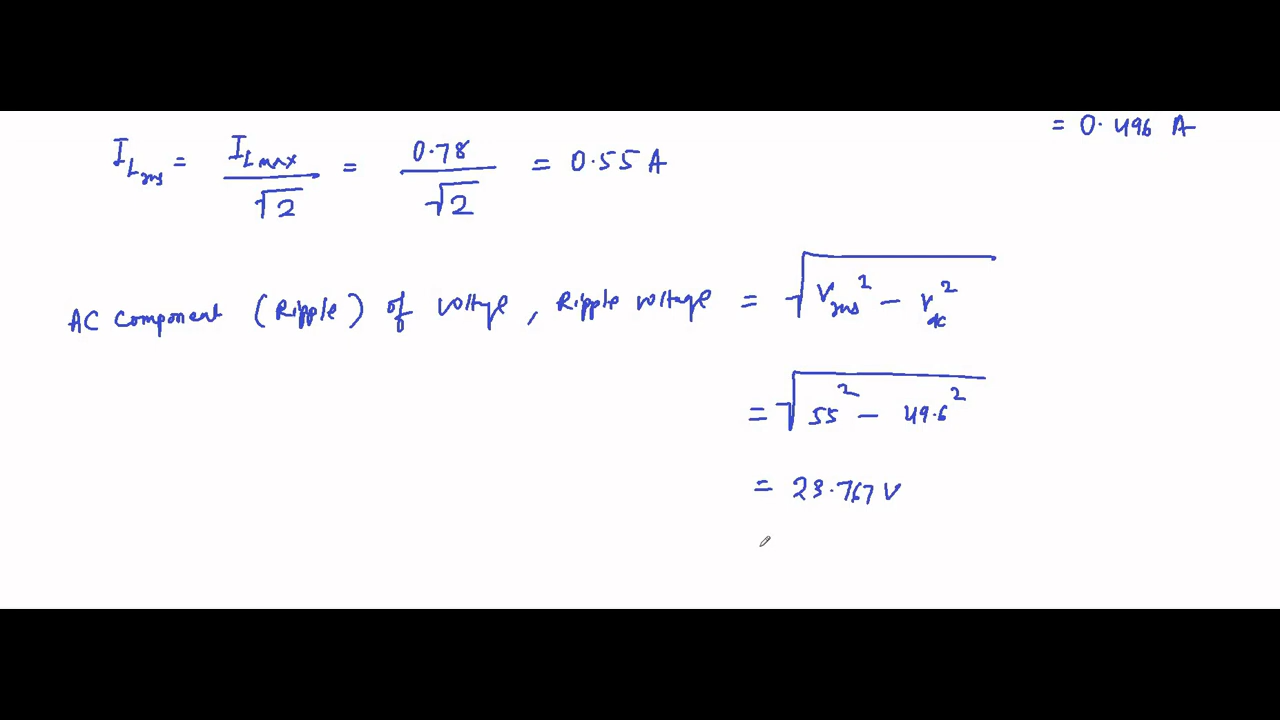 = 0.496 A
I_Lrms = I_Lmax / √2 = 0.78 / √2 = 0.55 A
AC Component (Ripple) of voltage, Ripple voltage = √(V_rms² − V_dc²)
= √(55² − 49.6²)
= 23.767 V